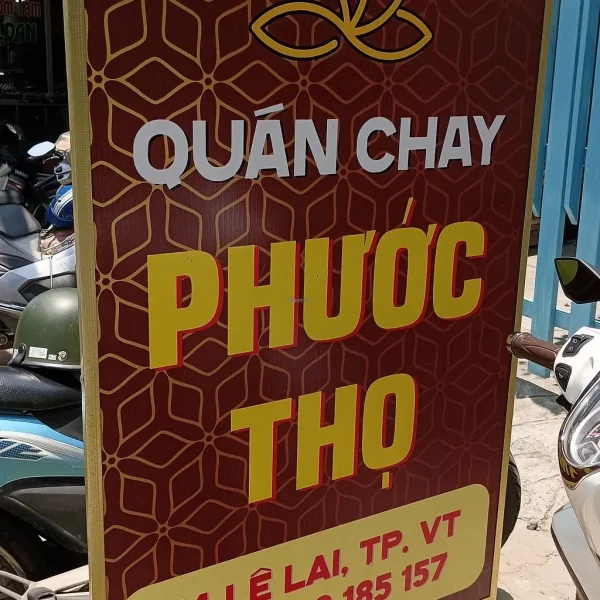 QUÁN CHAY
PHƯỚC
THỌ
LÊ LAI, TP. VT
185 157